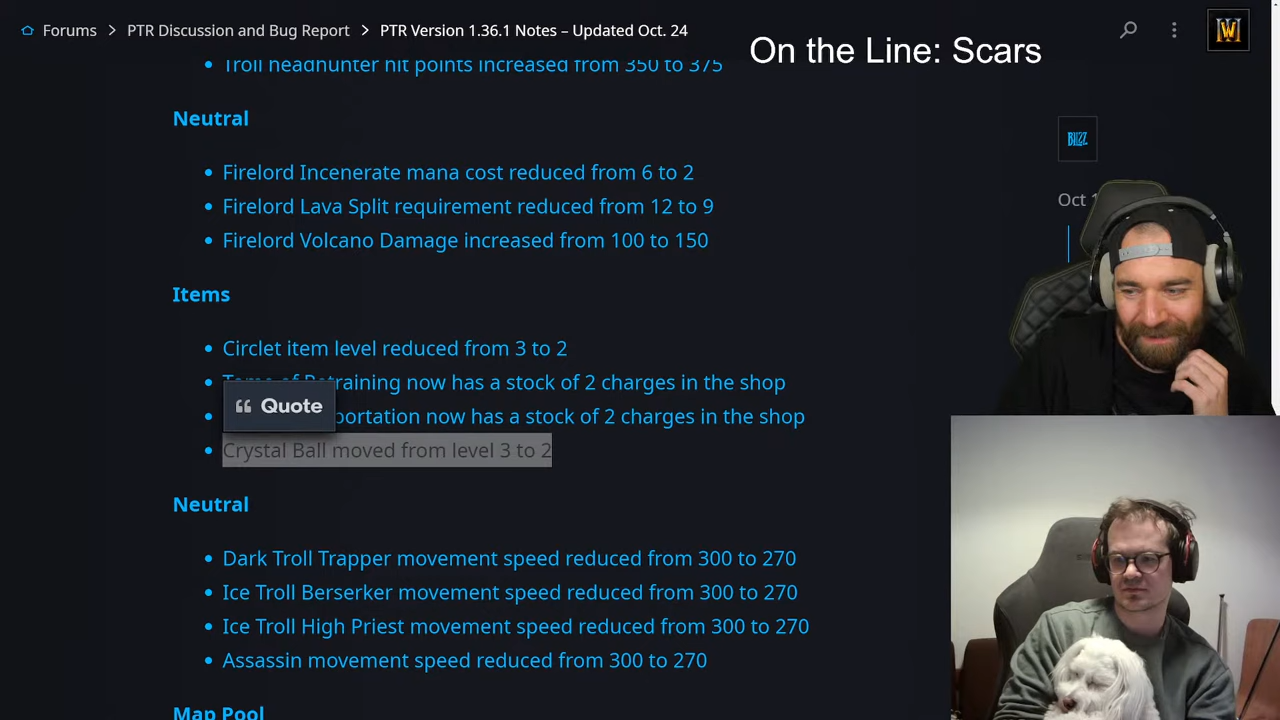 Forums > PTR Discussion and Bug Report > PTR Version 1.36.1 Notes – Updated Oct. 24
On the Line: Scars
Troll headhunter hit points increased from 350 to 375
Neutral
BLIZZ
Firelord Incenerate mana cost reduced from 6 to 2
Oct
Firelord Lava Split requirement reduced from 12 to 9
Firelord Volcano Damage increased from 100 to 150
Items
Circlet item level reduced from 3 to 2
Tome of Retraining now has a stock of 2 charges in the shop
Quote
portation now has a stock of 2 charges in the shop
Crystal Ball moved from level 3 to 2
Neutral
Dark Troll Trapper movement speed reduced from 300 to 270
Ice Troll Berserker movement speed reduced from 300 to 270
Ice Troll High Priest movement speed reduced from 300 to 270
Assassin movement speed reduced from 300 to 270
Map Pool